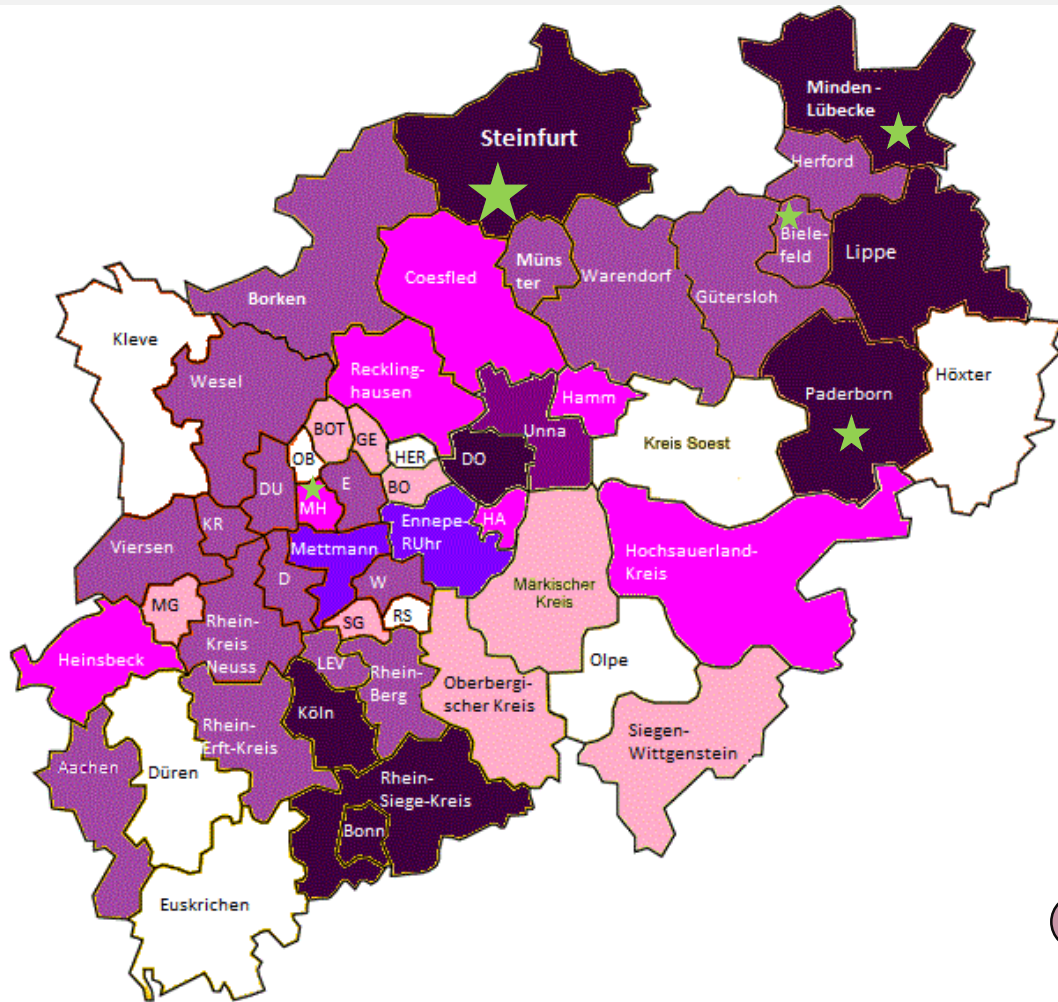 Minden -
Lübecke
Steinfurt
Herford
Biele-
feld
Lippe
Müns
ter
Coesfled
Warendorf
Gütersloh
Borken
Kleve
Wesel
Reckling-
hausen
Hamm
Paderborn
Höxter
Unna
Kreis Soest
BOT
GE
OB
HER
DO
DU
E
BO
MH
KR
Viersen
Mettmann
Ennepe-
RUhr
HA
Hochsauerland-
Kreis
D
W
Märkischer
Kreis
MG
Rhein-
Kreis
Neuss
SG
RS
Heinsbeck
LEV
Rhein-
Berg
Olpe
Oberbergi-
scher Kreis
Köln
Rhein-
Erft-Kreis
Siegen-
Wittgenstein
Aachen
Düren
Rhein-
Siege-Kreis
Bonn
Euskrichen